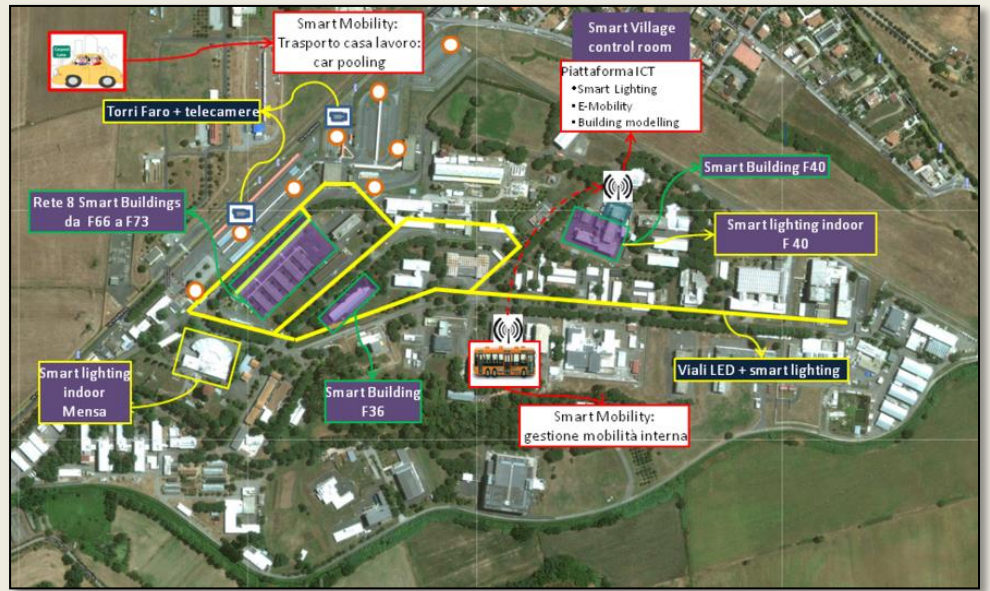 Smart Mobility:
Trasporto casa lavoro:
car pooling
Smart Village
control room
Piattaforma ICT
•Smart Lighting
•E-Mobility
•Building modelling
Torri Faro + telecamere
Smart Building F40
Rete 8 Smart Buildings
da F66 a F73
Smart lighting indoor
F 40
Smart lighting
indoor
Mensa
Smart Building
F36
Viali LED + smart lighting
Smart Mobility:
gestione mobilità interna